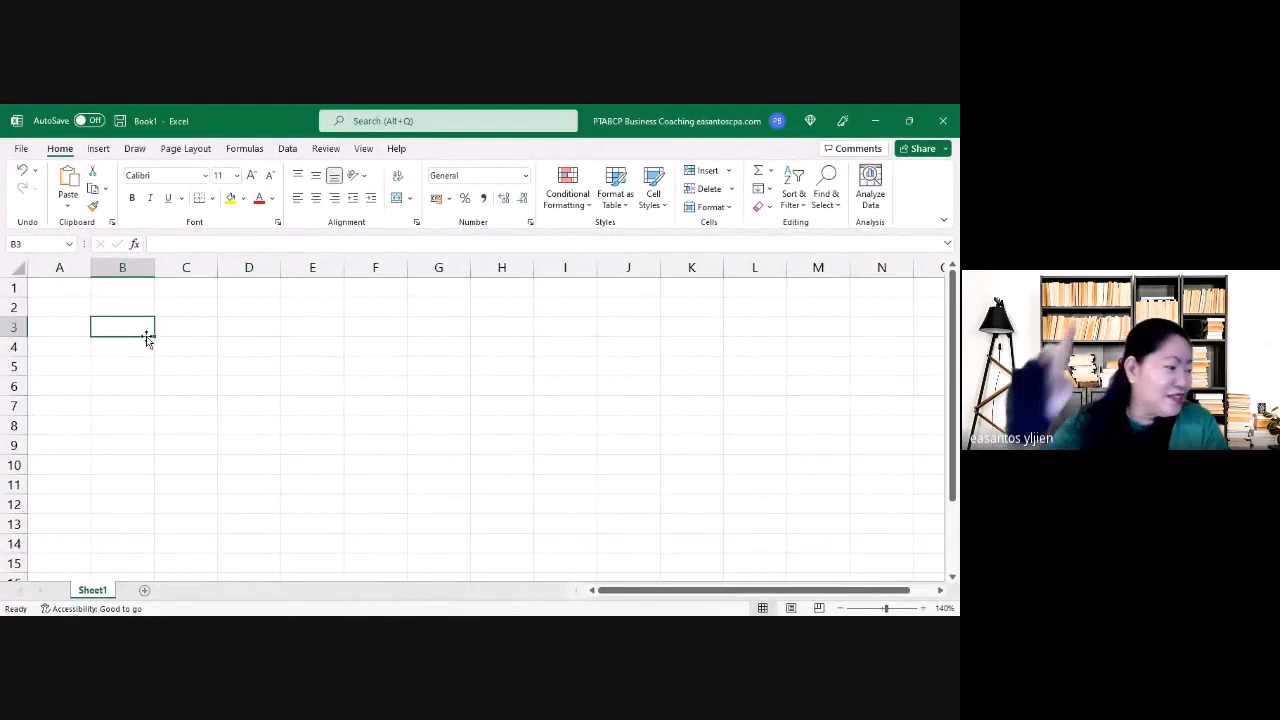 AutoSave Off Book1 - Excel Search (Alt+Q) PTABCP Business Coaching easantoscpa.com PB
File Home Insert Draw Page Layout Formulas Data Review View Help Comments Share
Calibri 11 General Insert
Paste Conditional Formatting Format as Table Cell Styles Delete Sort & Filter Find & Select Analyze Data
B I U Format
Undo Clipboard Font Alignment Number Styles Cells Editing Analysis
B3 fx
A B C D E F G H I J K L M N
1
2
3
4
5
6
7
8
9
10
11
12
13
14
15
Sheet1
Ready Accessibility: Good to go 140%
easantos yljien